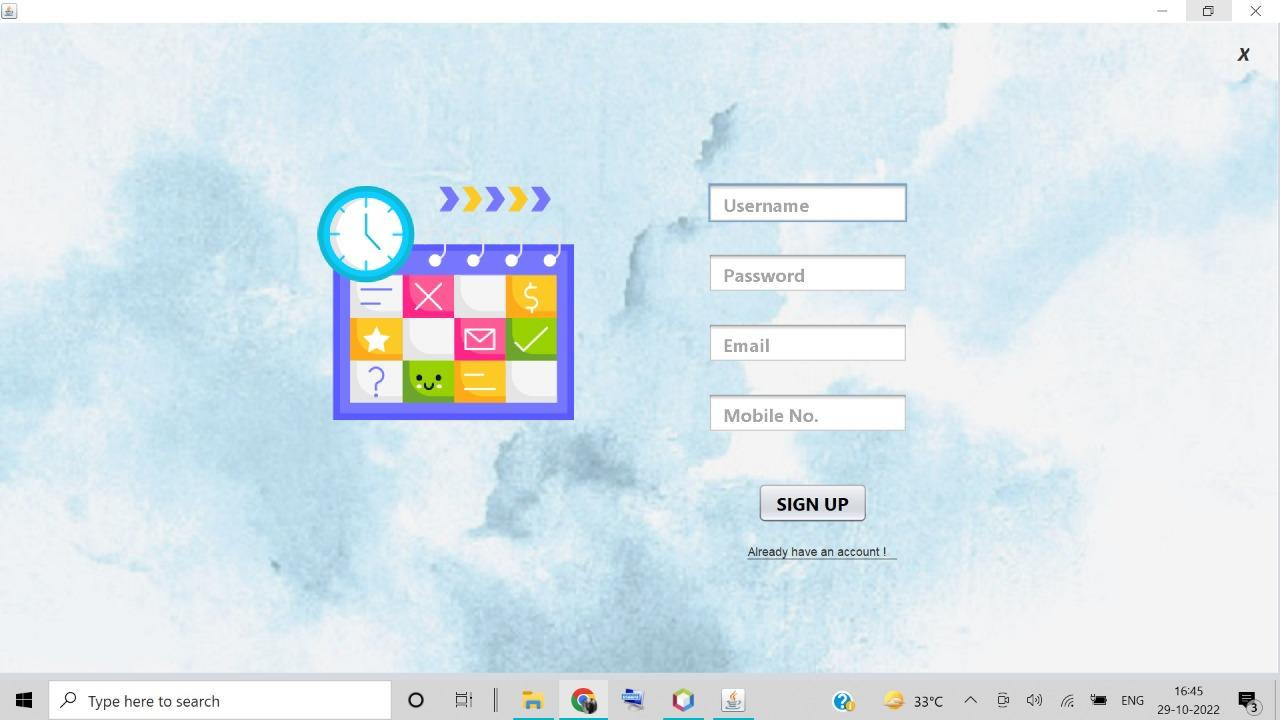 X
Username
Password
Email
Mobile No.
SIGN UP
Already have an account !
$
?
Type here to search
33°C
ENG
16:45
29-10-2022
3